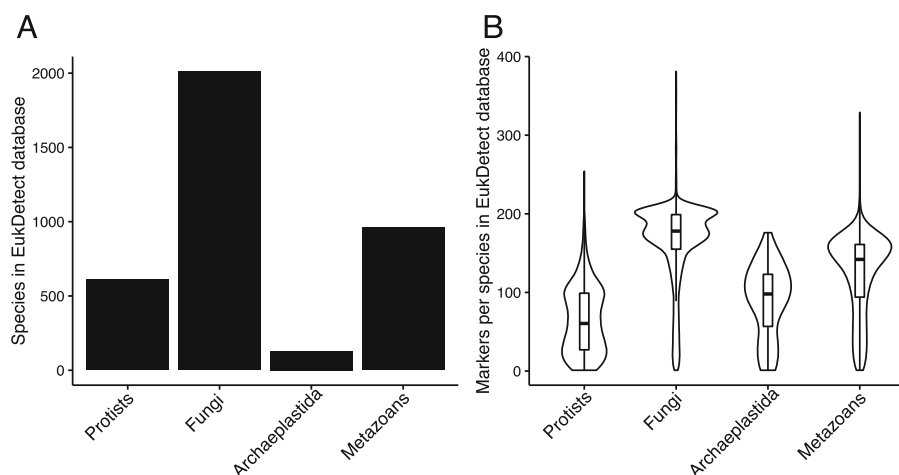 A
Species in EukDetect database
2000
1500
1000
500
0
Protists
Fungi
Archaeplastida
Metazoans
B
Markers per species in EukDetect database
400
300
200
100
0
Protists
Fungi
Archaeplastida
Metazoans